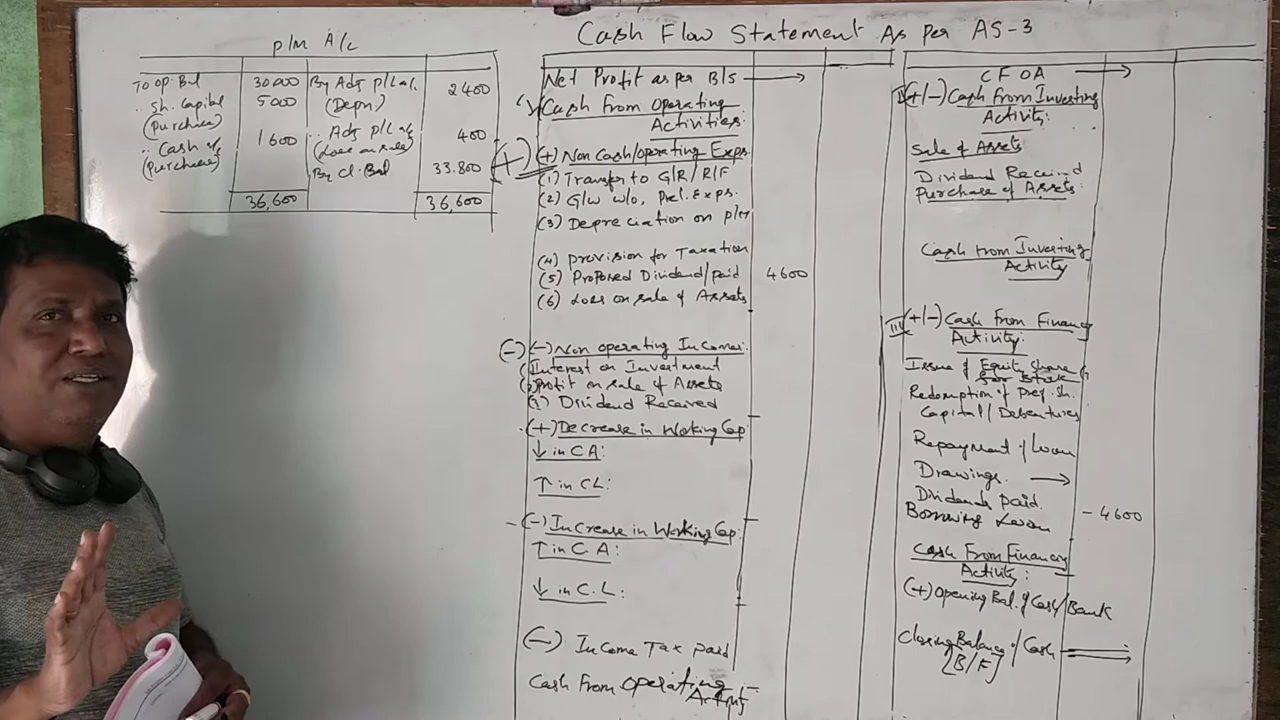 Cash Flow Statement As Per AS-3
P/M A/c
To op. Bal 30000 By Adj P/L a/c 2400
.. Sh. Capital 5000 (Depn.)
(Purchase)
.. Cash 1600 .. Adj P/L a/c 400
(Purchase) (Loss on sale)
By Cl. Bal 33.800
36,600 36,600
Net Profit as per B/S
Cash From Operating
Activities:
(+) (+) Non Cash/operating Exps.
(1) Transfer to G/R / R/F
(2) G/W w/o, Prel. Exps.
(3) Depreciation on P/M
(4) Provision for Taxation
(5) Proposed Dividend/paid 4600
(6) Loss on sale of Assets
(-) (-) Non operating Incomes:
Interest on Investment
Profit on sale of Assets
Dividend Received
(+) Decrease in Working Cap
↓ in CA:
↑ in CL:
- (-) Increase in Working Cap.
↑ in C A:
↓ in C.L:
(-) Income Tax paid
Cash From Operating
Activity
C F O A
II (+/-) Cash From Investing
Activity:
Sale of Assets
Dividend Received
Purchase of Assets:
Cash From Investing
Activity
III (+/-) Cash From Financ
Activity:
Issue of Equity Share
Redemption of Pref. Sh.
Capital / Debentures
Repayment of Loan
Drawings.
Dividends paid. - 4600
Borrowing Loan
Cash From Financing
Activity:
(+) Opening Bal. of Cash/Bank
Closing Balance of Cash
[B/F]